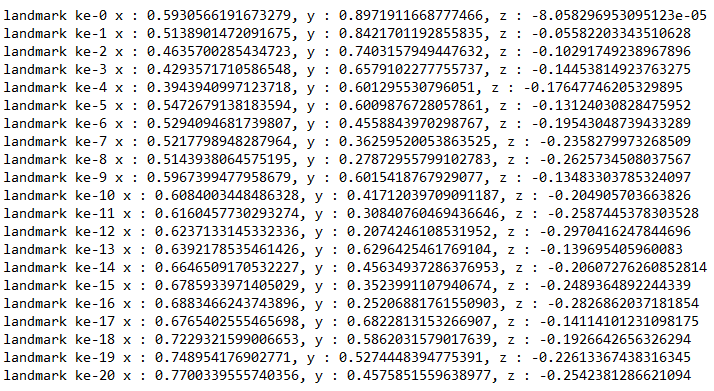 landmark ke-0 x : 0.5930566191673279, y : 0.8971911668777466, z : -8.058296953095123e-05
landmark ke-1 x : 0.5138901472091675, y : 0.8421701192855835, z : -0.05582203343510628
landmark ke-2 x : 0.4635700285434723, y : 0.7403157949447632, z : -0.10291749238967896
landmark ke-3 x : 0.4293571710586548, y : 0.6579102277755737, z : -0.14453814923763275
landmark ke-4 x : 0.3943940997123718, y : 0.601295530796051, z : -0.17647746205329895
landmark ke-5 x : 0.5472679138183594, y : 0.6009876728057861, z : -0.13124030828475952
landmark ke-6 x : 0.5294094681739807, y : 0.4558843970298767, z : -0.19543048739433289
landmark ke-7 x : 0.5217798948287964, y : 0.36259520053863525, z : -0.2358279973268509
landmark ke-8 x : 0.5143938064575195, y : 0.27872955799102783, z : -0.2625734508037567
landmark ke-9 x : 0.5967399477958679, y : 0.6015418767929077, z : -0.13483303785324097
landmark ke-10 x : 0.6084003448486328, y : 0.41712039709091187, z : -0.204905703663826
landmark ke-11 x : 0.6160457730293274, y : 0.30840760469436646, z : -0.2587445378303528
landmark ke-12 x : 0.6237133145332336, y : 0.2074246108531952, z : -0.2970416247844696
landmark ke-13 x : 0.6392178535461426, y : 0.6296425461769104, z : -0.139695405960083
landmark ke-14 x : 0.6646509170532227, y : 0.45634937286376953, z : -0.20607276260852814
landmark ke-15 x : 0.6785933971405029, y : 0.3523991107940674, z : -0.2489364892244339
landmark ke-16 x : 0.6883466243743896, y : 0.25206881761550903, z : -0.2826862037181854
landmark ke-17 x : 0.6765402555465698, y : 0.6822813153266907, z : -0.14114101231098175
landmark ke-18 x : 0.7229321599006653, y : 0.5862031579017639, z : -0.1926642656326294
landmark ke-19 x : 0.748954176902771, y : 0.5274448394775391, z : -0.22613367438316345
landmark ke-20 x : 0.7700339555740356, y : 0.4575851559638977, z : -0.2542381286621094